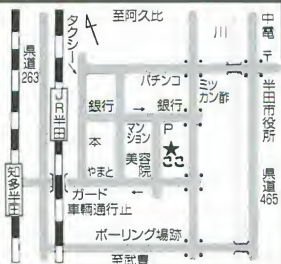 至阿久比
タクシー
川
中電
〒
県道
263
パチンコ
ミツ
カン酢
半田市役所
JR半田
銀行
→
銀行
マン
ション
P
本
★
ココ
やまと
美容
院
県道
465
知多半田
ガード
←
車輌通行止
ボーリング場跡
至武豊